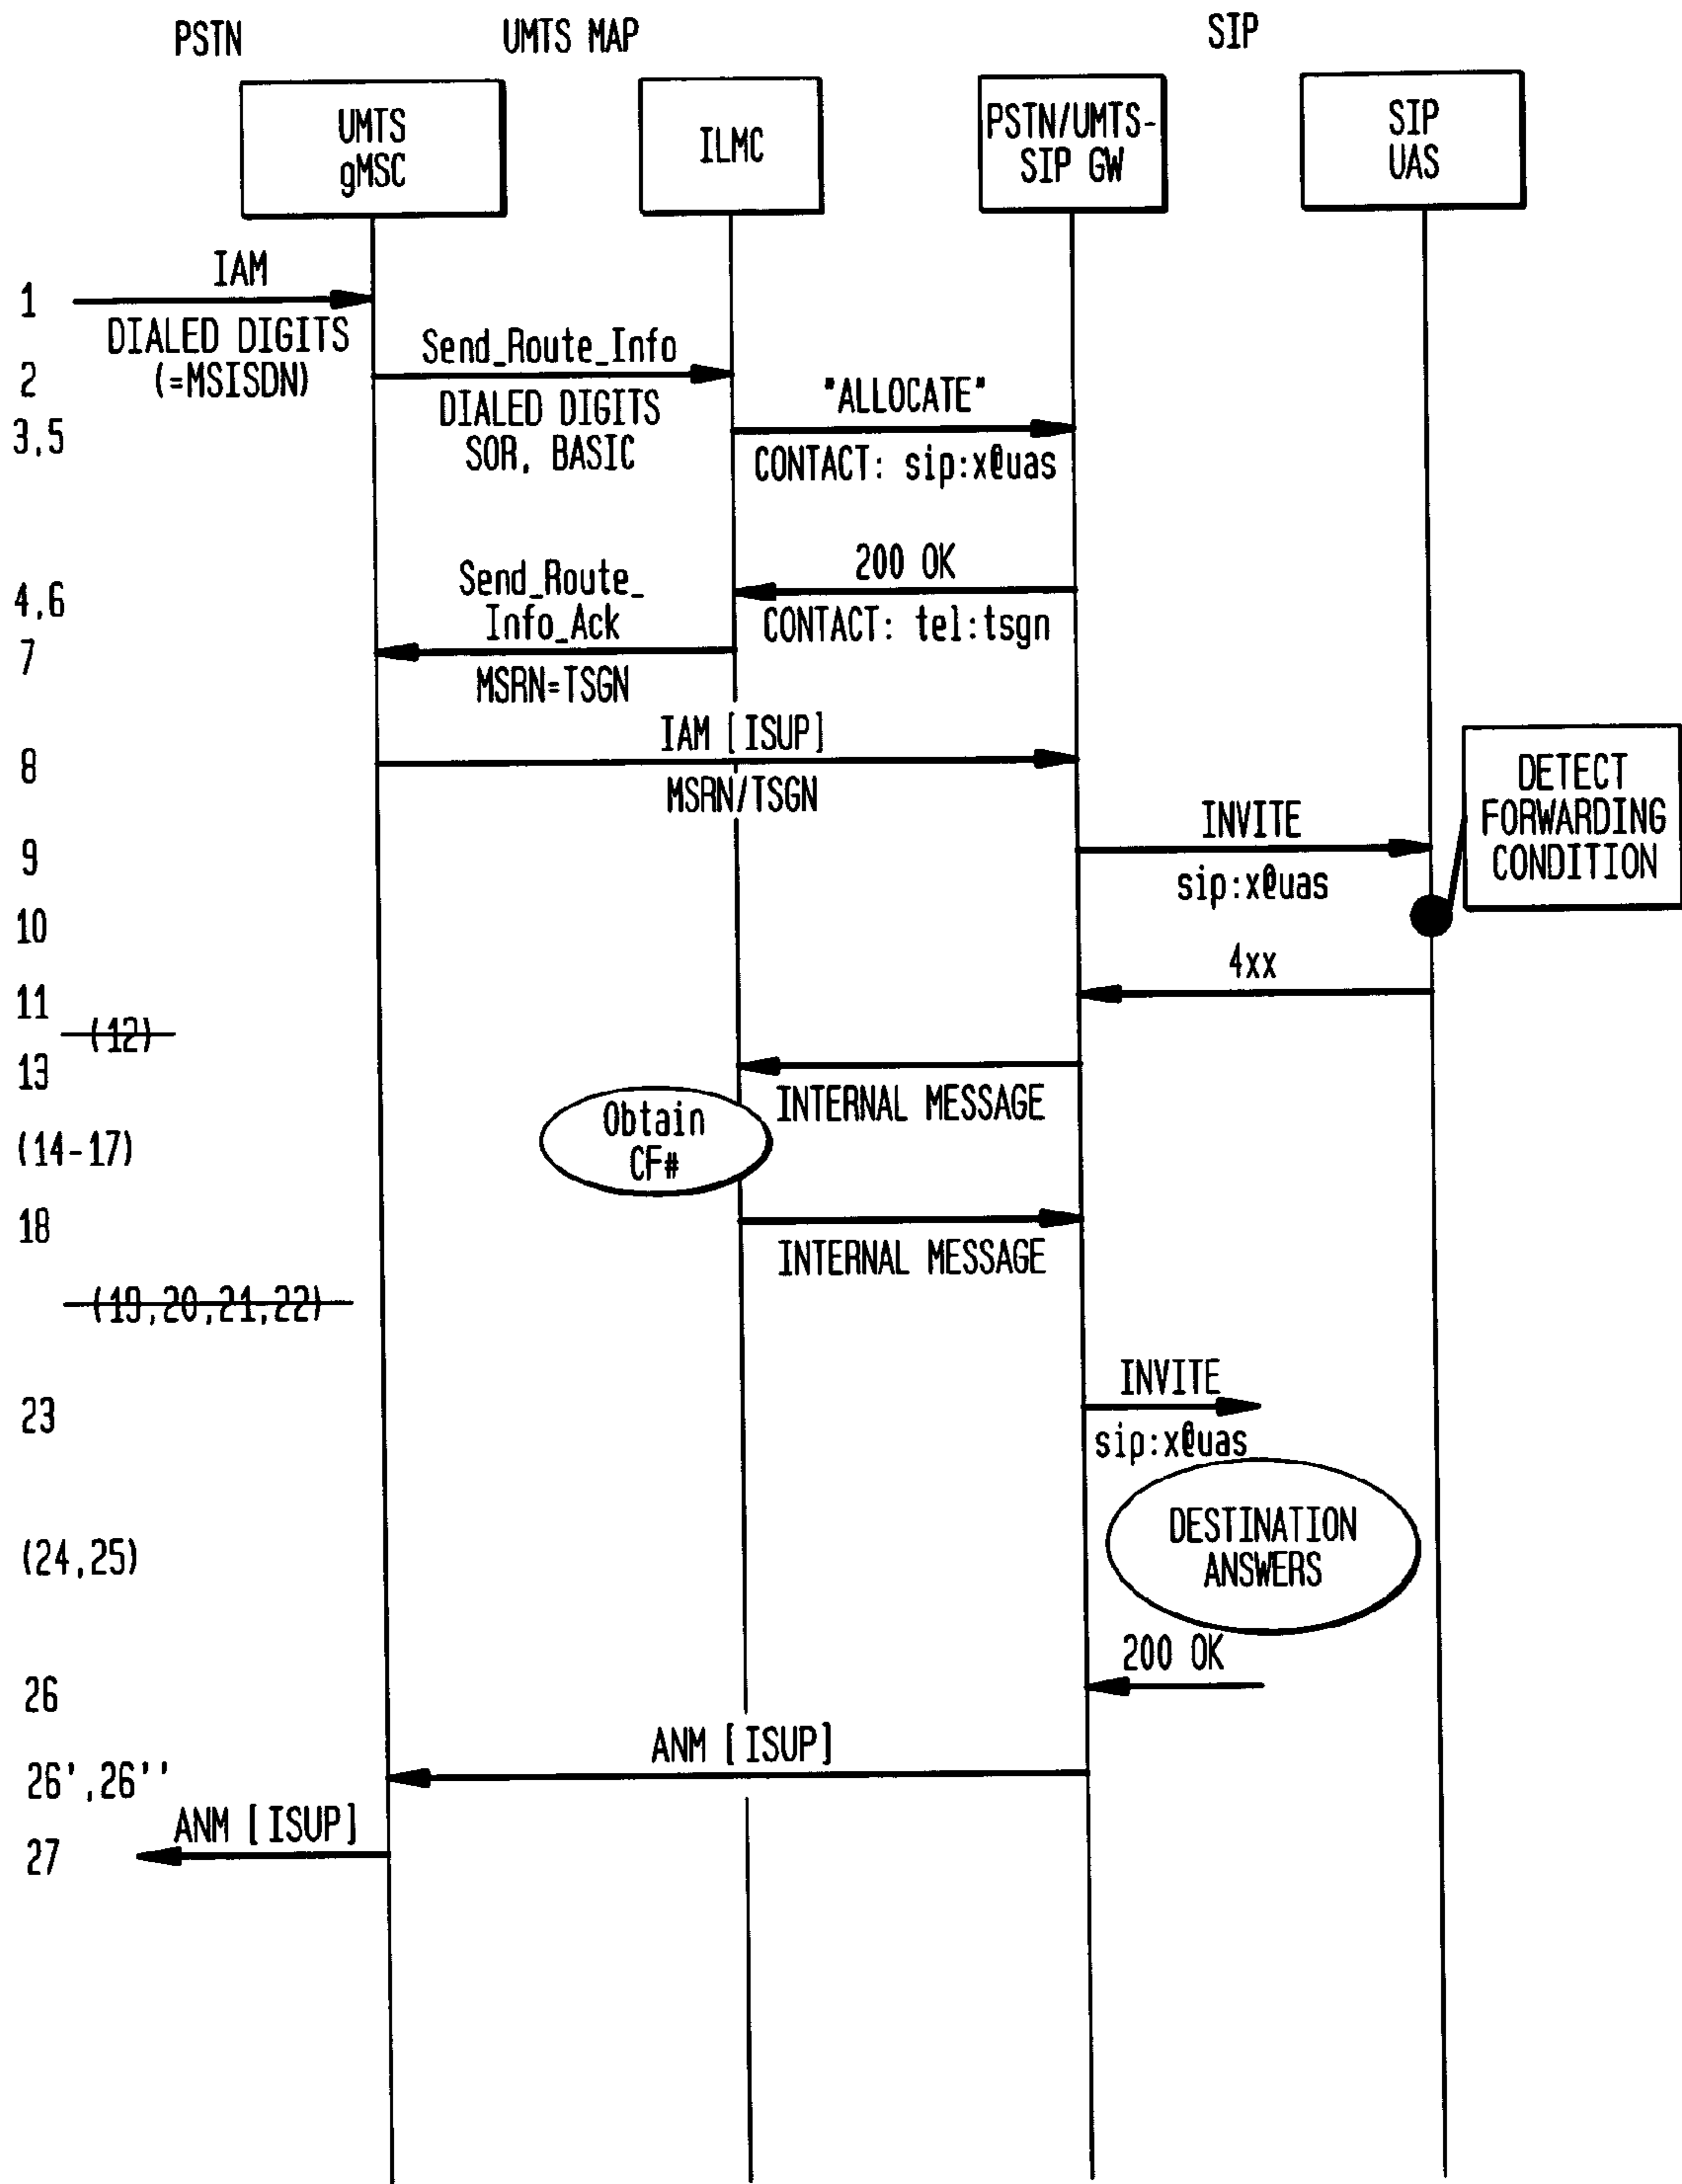 PSTN
UMTS MAP
SIP
UMTS
gMSC
ILMC
PSTN/UMTS-
SIP GW
SIP
UAS
1
IAM
DIALED DIGITS
(=MSISDN)
2
Send_Route_Info
DIALED DIGITS
SOR, BASIC
3,5
"ALLOCATE"
CONTACT: sip:x@uas
4,6
200 OK
CONTACT: tel:tsgn
7
Send_Route_
Info_Ack
MSRN=TSGN
8
IAM [ISUP]
MSRN/TSGN
DETECT
FORWARDING
CONDITION
9
INVITE
sip:x@uas
10
11
4xx
(12)
13
INTERNAL MESSAGE
(14-17)
Obtain
CF#
18
INTERNAL MESSAGE
(19,20,21,22)
23
INVITE
sip:x@uas
(24,25)
DESTINATION
ANSWERS
26
200 OK
26',26''
ANM [ISUP]
27
ANM [ISUP]